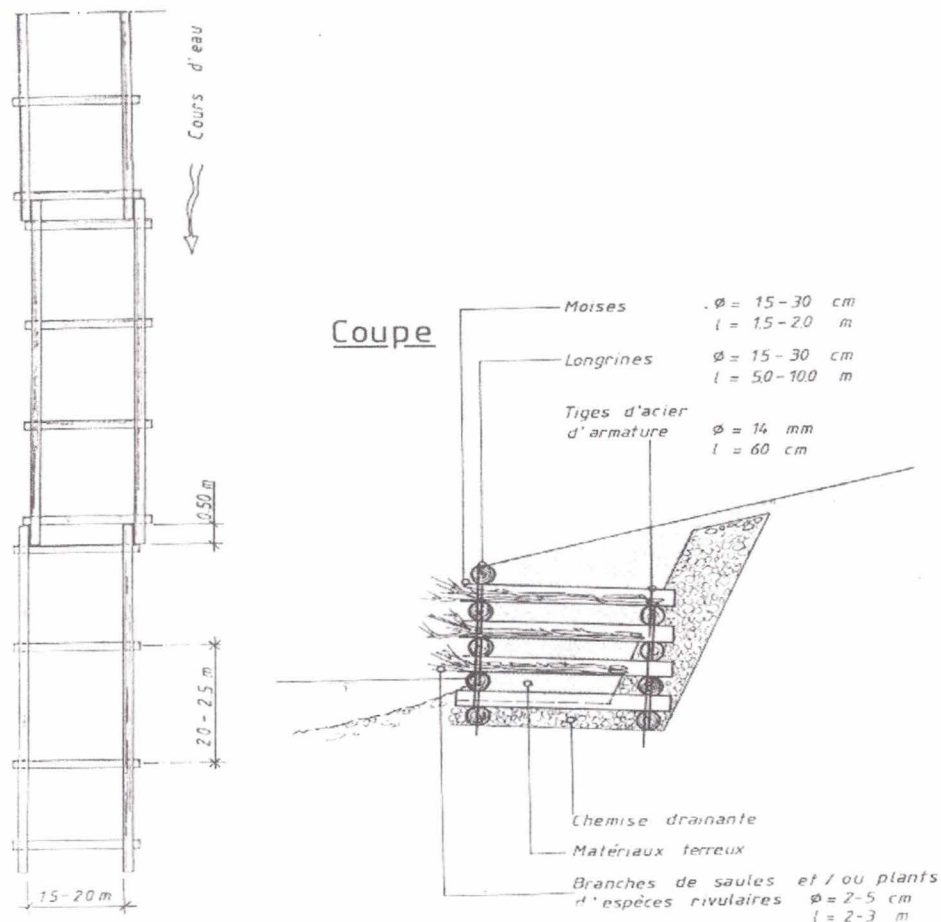 Cours d'eau
Coupe
Moises
.ø = 15-30 cm
l = 1.5-2.0 m
Longrines
ø = 15-30 cm
l = 5.0-10.0 m
Tiges d'acier
d'armature
ø = 14 mm
l = 60 cm
0.50 m
2.0-2.5 m
1.5-2.0 m
Chemise drainante
Matériaux terreux
Branches de saules et / ou plants
d'espèces rivulaires ø = 2-5 cm
l = 2-3 m